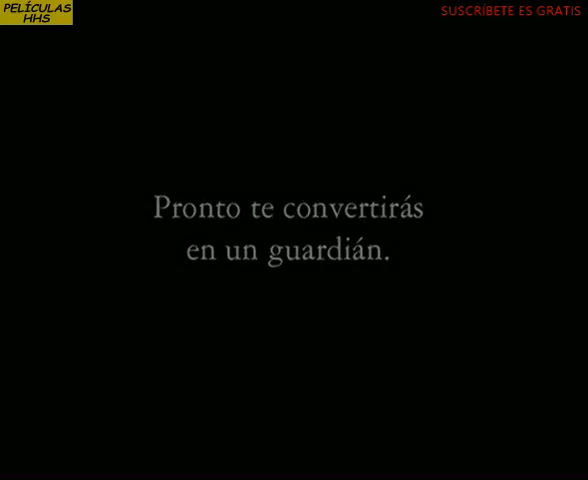 PELÍCULAS
HHS
SUSCRÍBETE ES GRATIS
Pronto te convertirás
en un guardián.